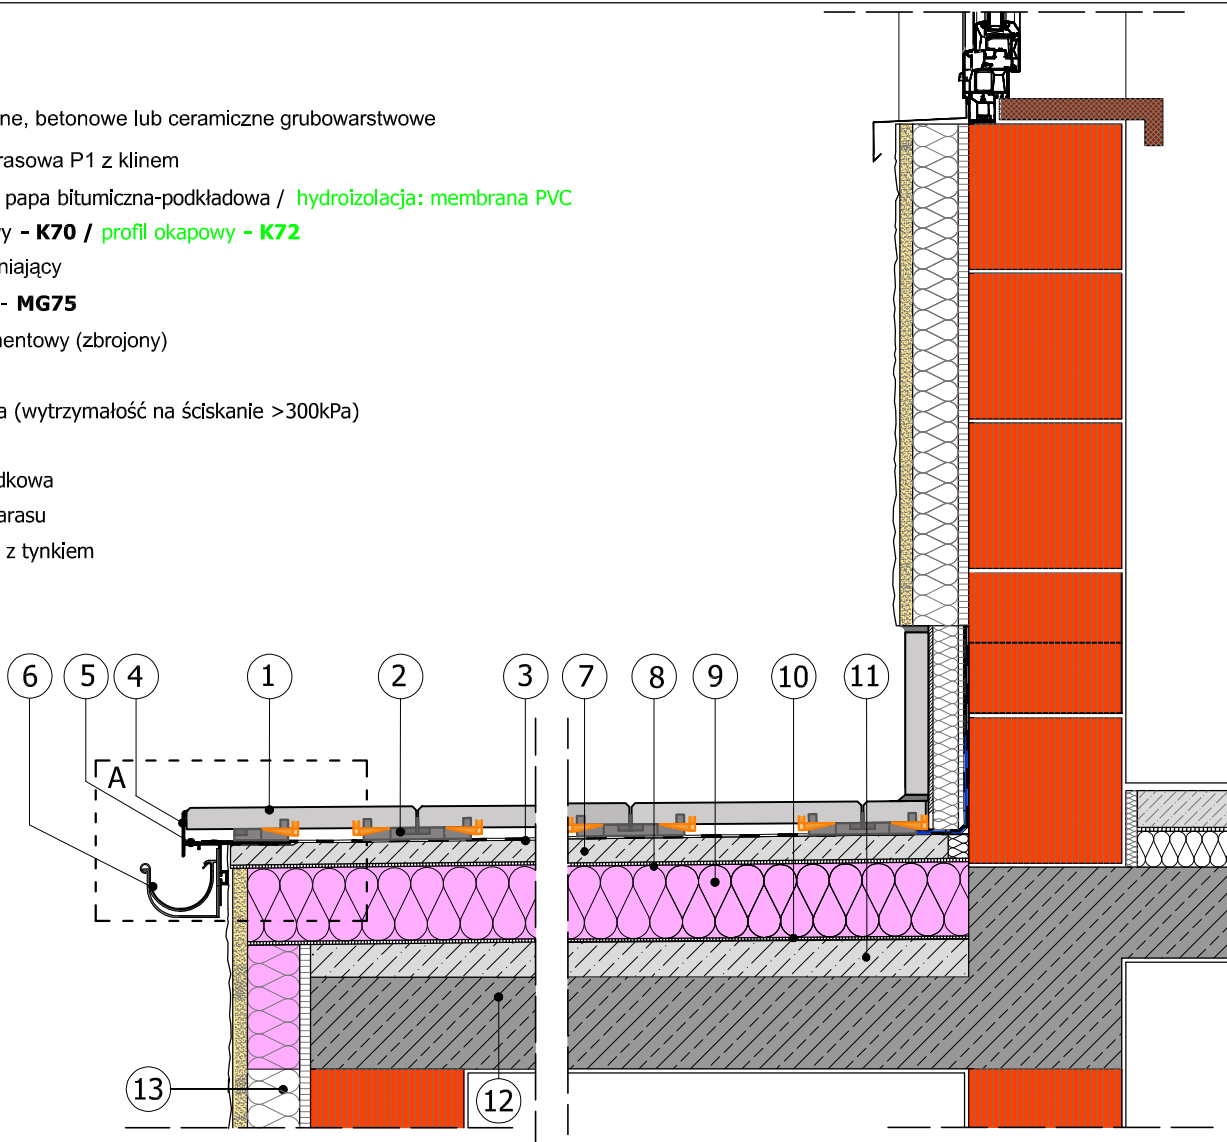 ne, betonowe lub ceramiczne grubowarstwowe
rasowa P1 z klinem
papa bitumiczna-podkładowa / hydroizolacja: membrana PVC
y - K70 / profil okapowy - K72
niający
- MG75
nentowy (zbrojony)
a (wytrzymałość na ściskanie >300kPa)
dkowa
arasu
z tynkiem
6 5 4 1 2 3 7 8 9 10 11
A
13
12